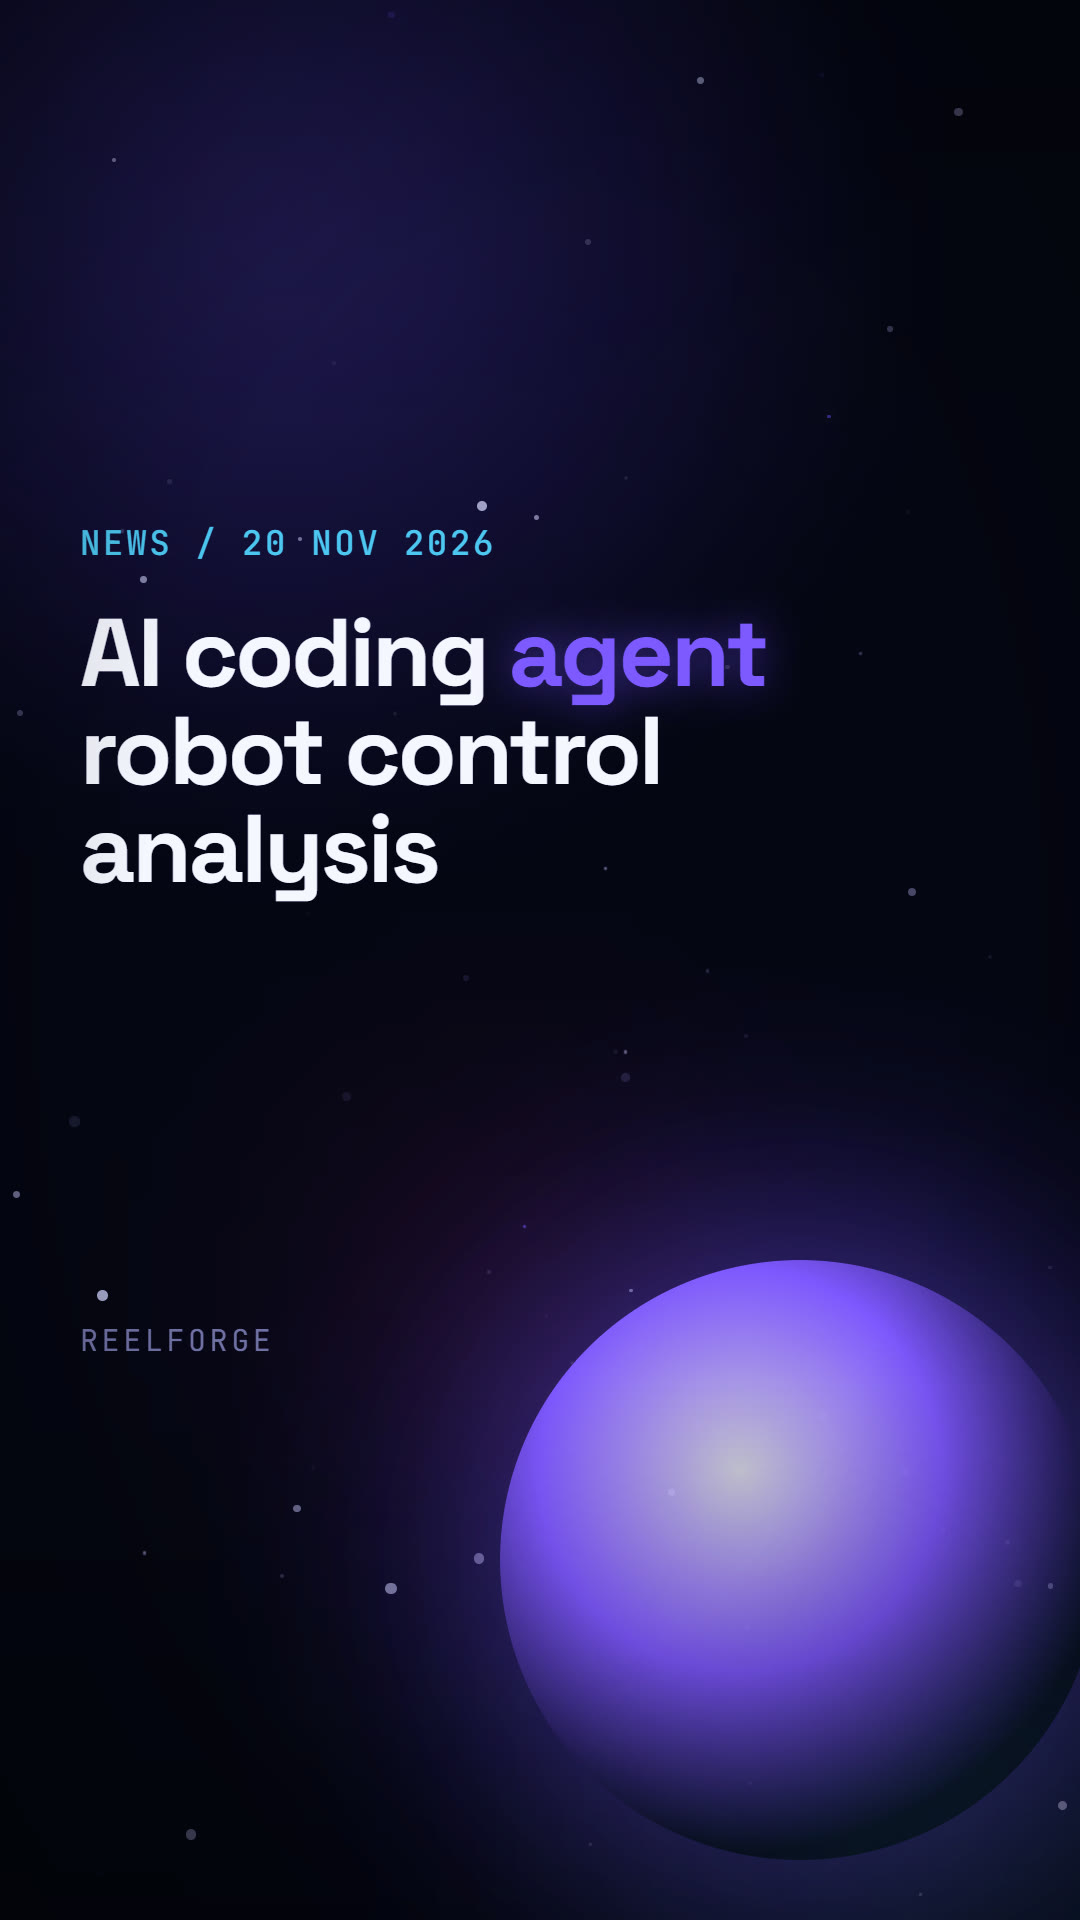 NEWS / 20 NOV 2026
AI coding agent
robot control
analysis
REELFORGE